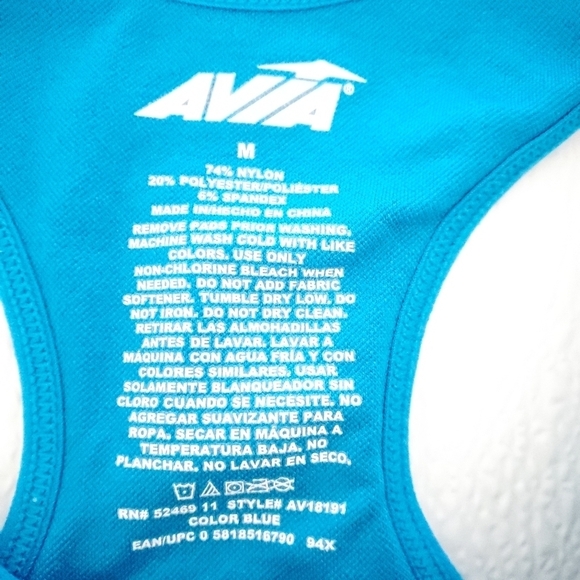 AVIA®
M
74% NYLON
20% POLYESTER/POLIÉSTER
6% SPANDEX
MADE IN/HECHO EN CHINA
REMOVE PADS PRIOR WASHING.
MACHINE WASH COLD WITH LIKE
COLORS. USE ONLY
NON-CHLORINE BLEACH WHEN
NEEDED. DO NOT ADD FABRIC
SOFTENER. TUMBLE DRY LOW. DO
NOT IRON. DO NOT DRY CLEAN.
RETIRAR LAS ALMOHADILLAS
ANTES DE LAVAR. LAVAR A
MÁQUINA CON AGUA FRÍA Y CON
COLORES SIMILARES. USAR
SOLAMENTE BLANQUEADOR SIN
CLORO CUANDO SE NECESITE. NO
AGREGAR SUAVIZANTE PARA
ROPA. SECAR EN MÁQUINA A
TEMPERATURA BAJA. NO
PLANCHAR. NO LAVAR EN SECO.
RN# 52469 11 STYLE# AV18191
COLOR BLUE
EAN/UPC 0 5818516790 94X